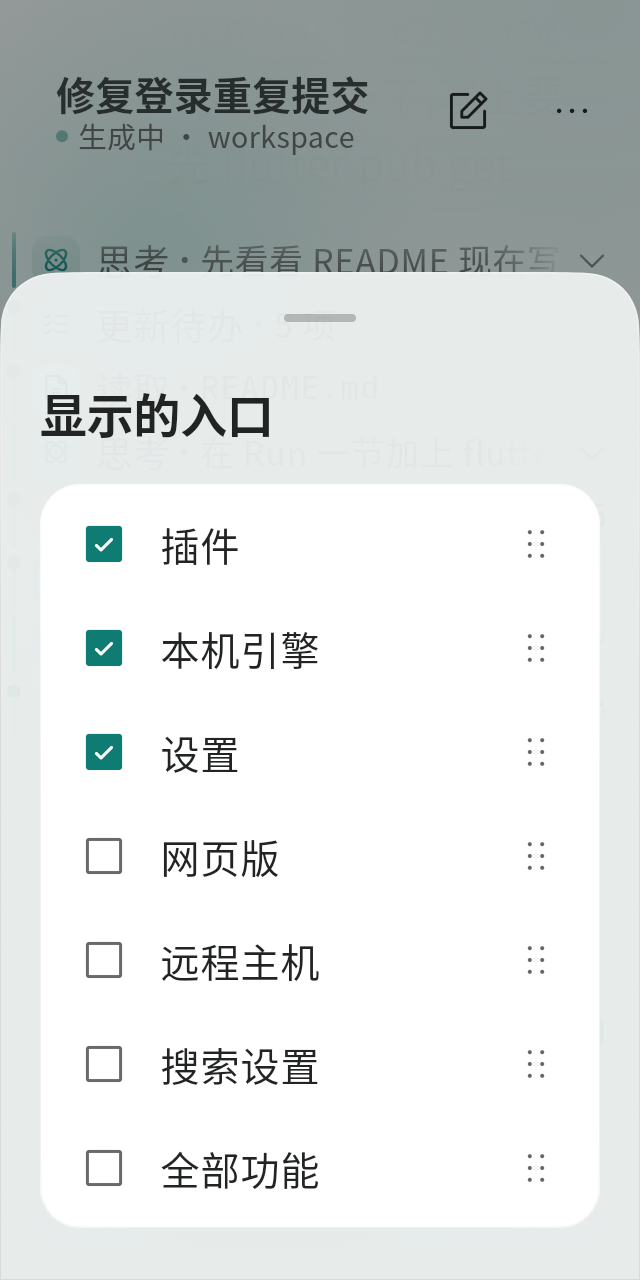 修复登录重复提交
生成中 · workspace
思考 · 先看看 README 现在写
更新待办 · 5 项
读取 · README.md
显示的入口
思考 · 在 Run 一节加上 flutt
插件
本机引擎
设置
网页版
远程主机
搜索设置
全部功能